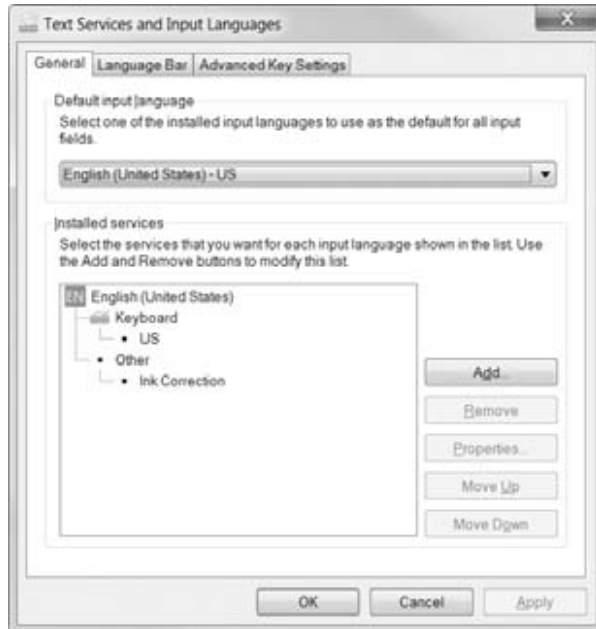 Text Services and Input Languages
General
Language Bar
Advanced Key Settings
Default input language
Select one of the installed input languages to use as the default for all input
fields.
English (United States) - US
Installed services
Select the services that you want for each input language shown in the list. Use
the Add and Remove buttons to modify this list.
EN English (United States)
Keyboard
US
Other
Ink Correction
Add...
Remove
Properties...
Move Up
Move Down
OK
Cancel
Apply